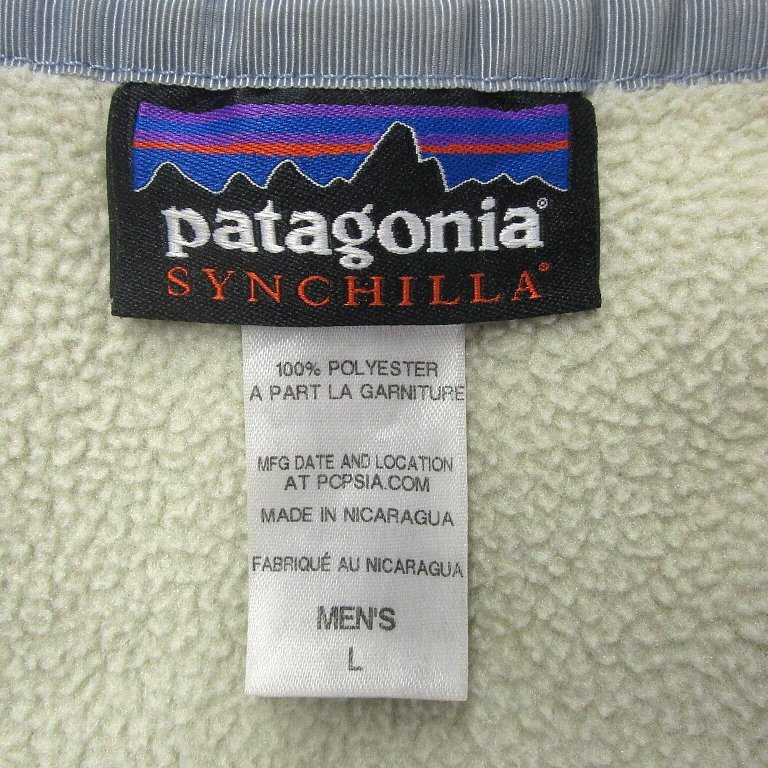 patagonia®
SYNCHILLA®
100% POLYESTER
A PART LA GARNITURE
MFG DATE AND LOCATION
AT PCPSIA.COM
MADE IN NICARAGUA
FABRIQUÉ AU NICARAGUA
MEN'S
L